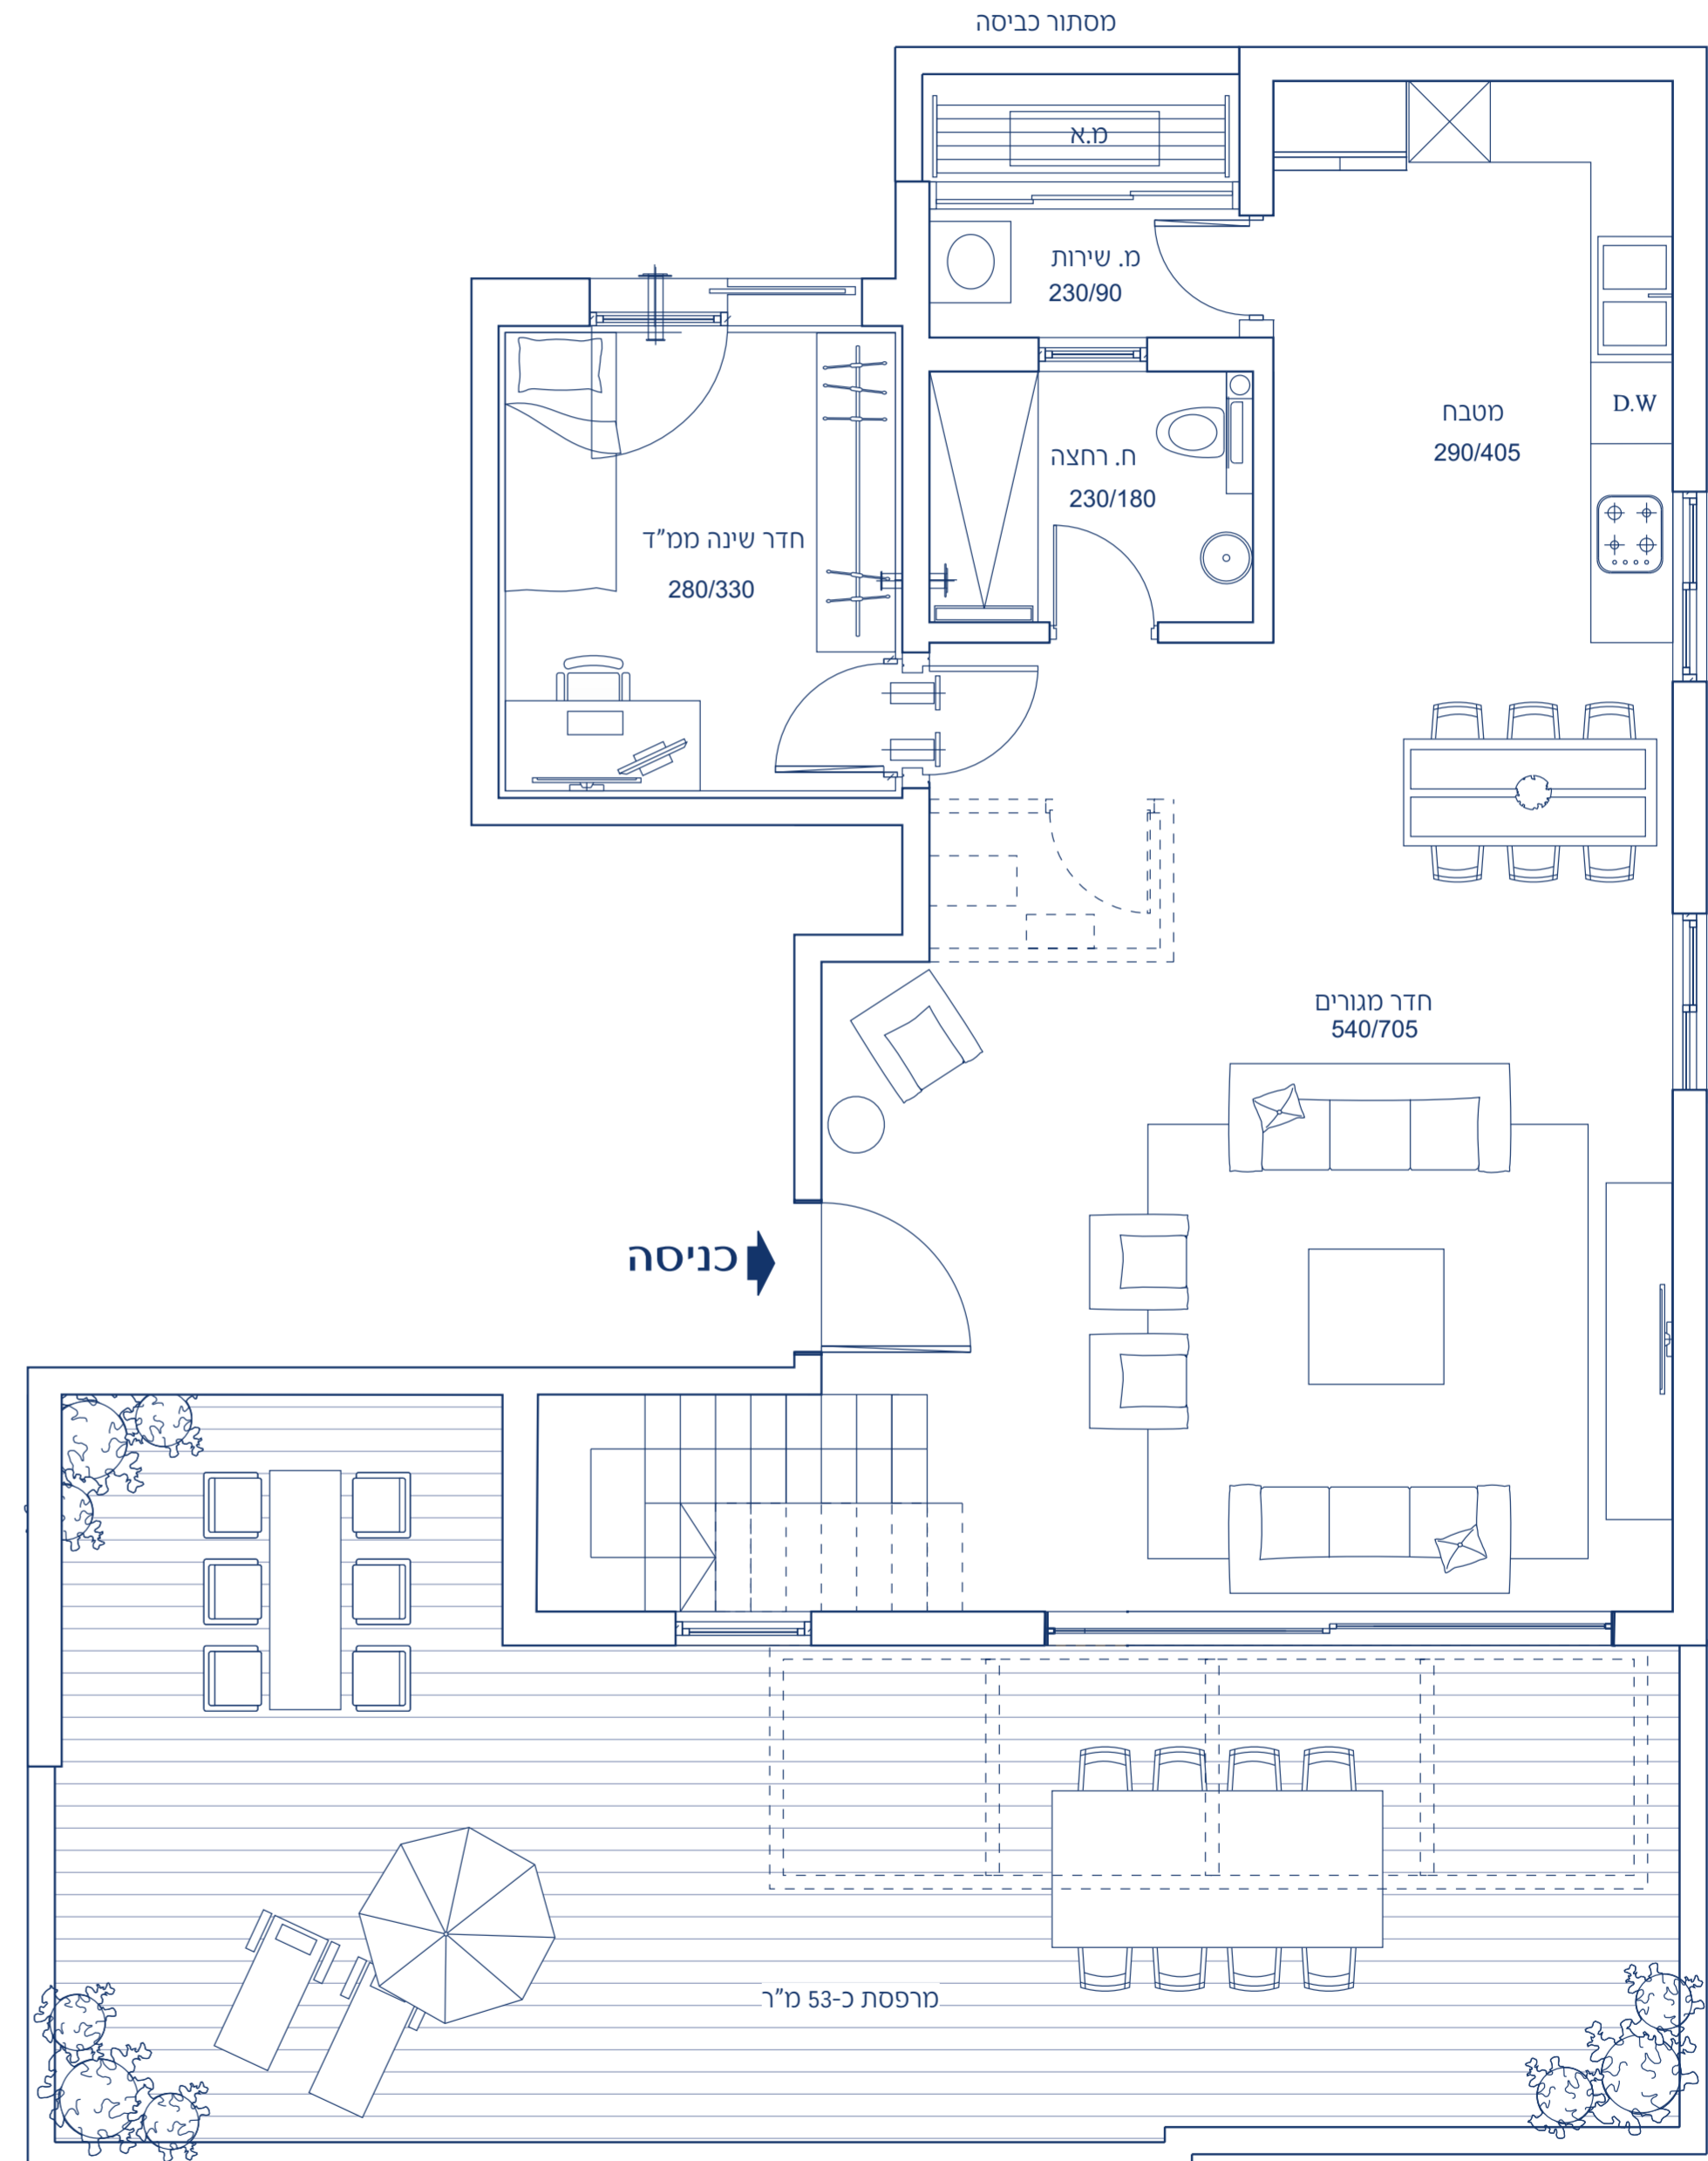 מסתור כביסה
מ.א
מ. שירות
230/90
מטבח
290/405
D.W
ח. רחצה
230/180
חדר שינה ממ"ד
280/330
חדר מגורים
540/705
כניסה
מרפסת כ-53 מ"ר